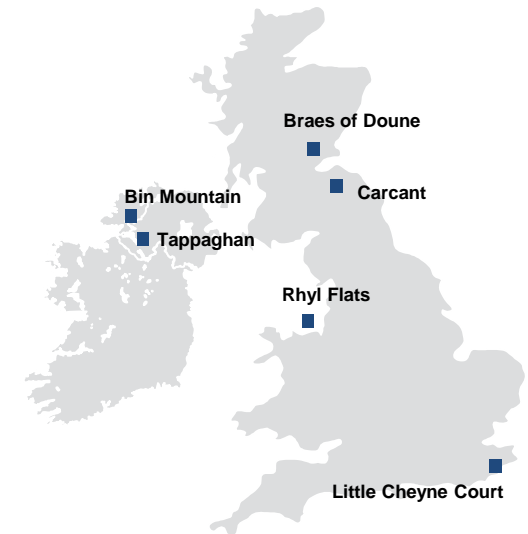 Braes of Doune
Carcant
Bin Mountain
Tappaghan
Rhyl Flats
Little Cheyne Court